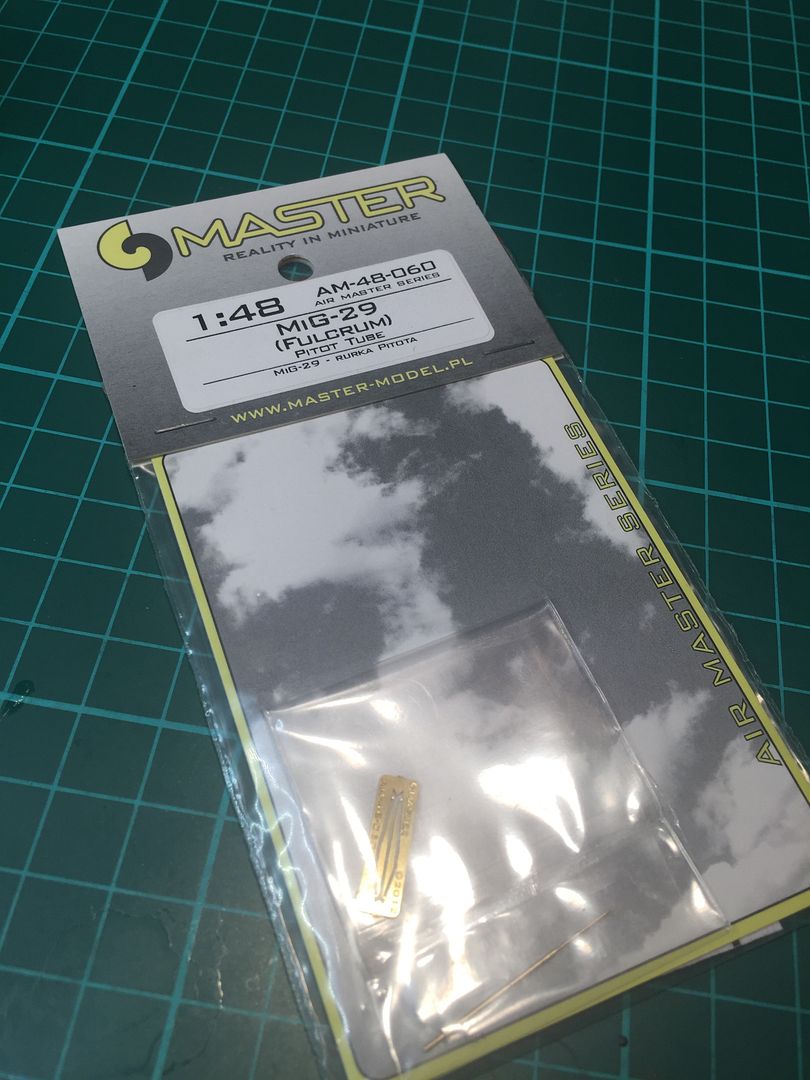 MASTER
REALITY IN MINIATURE
1:48 AM-48-060
AIR MASTER SERIES
MiG-29
(FULCRUM)
PITOT TUBE
MiG-29 - RURKA PITOTA
WWW.MASTER-MODEL.PL
AIR MASTER SERIES